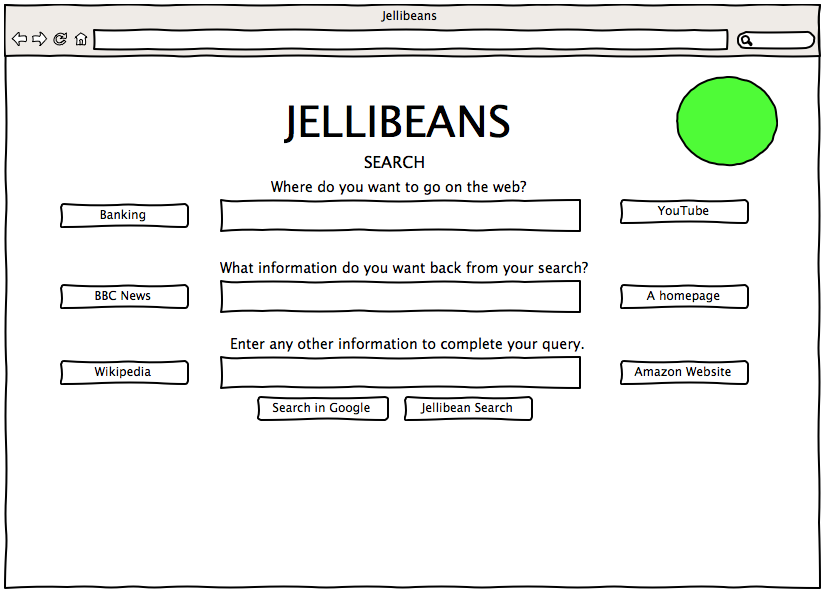 Jellibeans
JELLIBEANS
SEARCH
Where do you want to go on the web?
Banking
YouTube
What information do you want back from your search?
BBC News
A homepage
Enter any other information to complete your query.
Wikipedia
Amazon Website
Search in Google
Jellibean Search